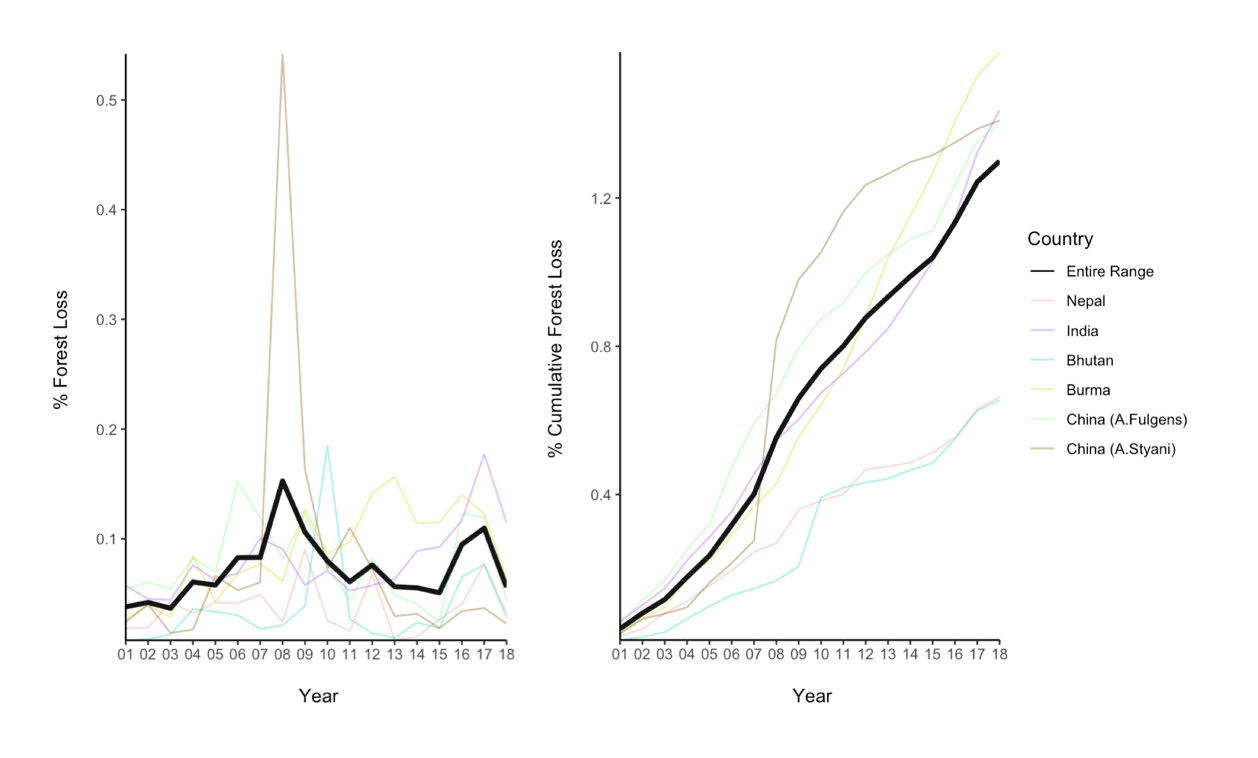 % Forest Loss
0.5
0.4
0.3
0.2
0.1
01 02 03 04 05 06 07 08 09 10 11 12 13 14 15 16 17 18
Year
% Cumulative Forest Loss
1.2
0.8
0.4
01 02 03 04 05 06 07 08 09 10 11 12 13 14 15 16 17 18
Year
Country
Entire Range
Nepal
India
Bhutan
Burma
China (A.Fulgens)
China (A.Styani)